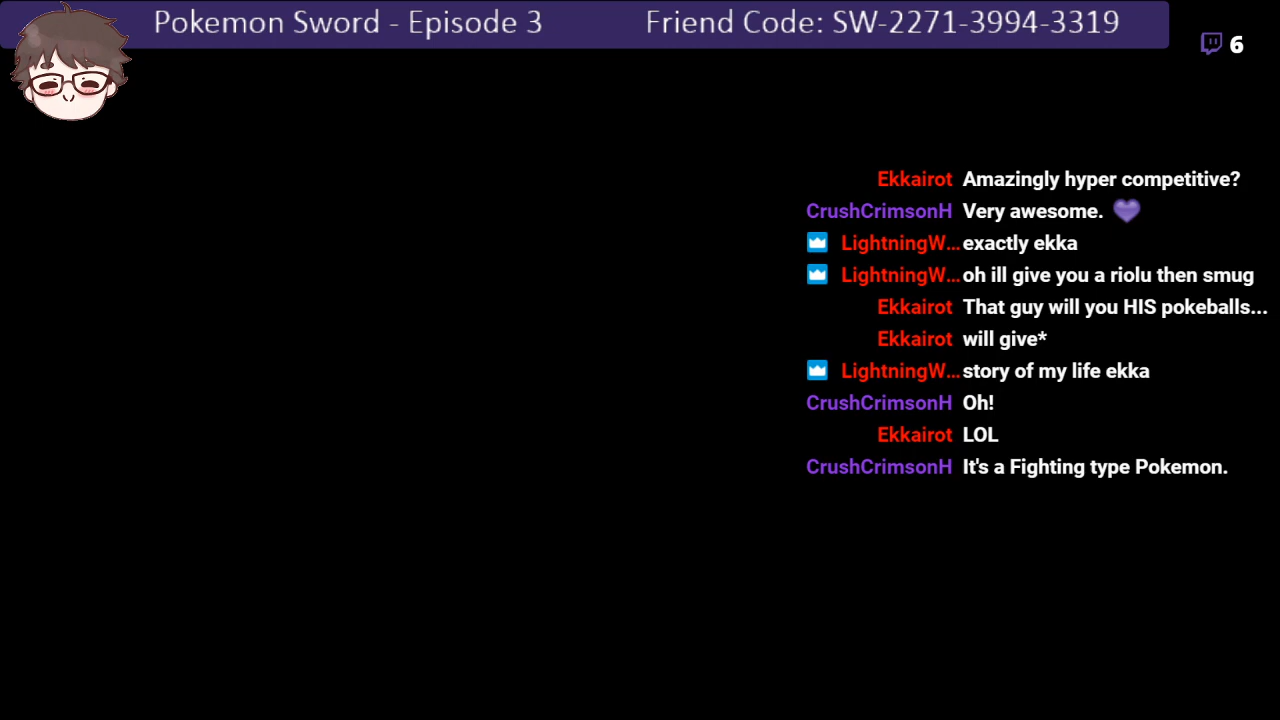 Pokemon Sword - Episode 3 Friend Code: SW-2271-3994-3319
6
Ekkairot Amazingly hyper competitive?
CrushCrimsonH Very awesome.
LightningW... exactly ekka
LightningW... oh ill give you a riolu then smug
Ekkairot That guy will you HIS pokeballs...
Ekkairot will give*
LightningW... story of my life ekka
CrushCrimsonH Oh!
Ekkairot LOL
CrushCrimsonH It's a Fighting type Pokemon.